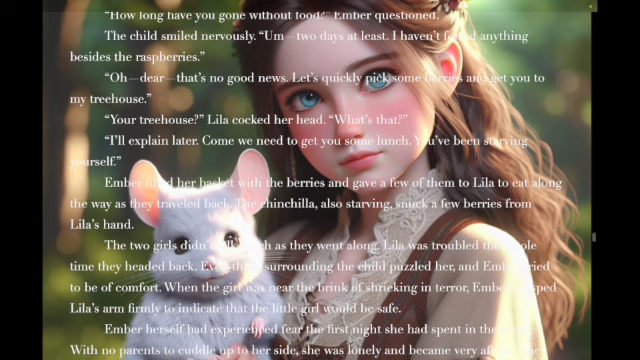 “How long have you gone without food?” Ember questioned.
The child smiled nervously. “Um—two days at least. I haven’t found anything
besides the raspberries.”
“Oh—dear—that’s no good news. Let’s quickly pick some berries and get you to
my treehouse.”
“Your treehouse?” Lila cocked her head. “What’s that?”
“I’ll explain later. Come we need to get you some lunch. You’ve been starving
yourself.”
Ember filled her basket with the berries and gave a few of them to Lila to eat along
the way as they traveled back. The chinchilla, also starving, snuck a few berries from
Lila’s hand.
The two girls didn’t as they went along. Lila was troubled the whole
time they headed back. surrounding the child puzzled her, and Ember tried
to be of comfort. When the girl was near the brink of shrieking in terror, Ember
Lila’s arm firmly to indicate that the little girl would be safe.
Ember herself had experienced fear the first night she had spent in the
With no parents to cuddle up to her side, she was lonely and became very